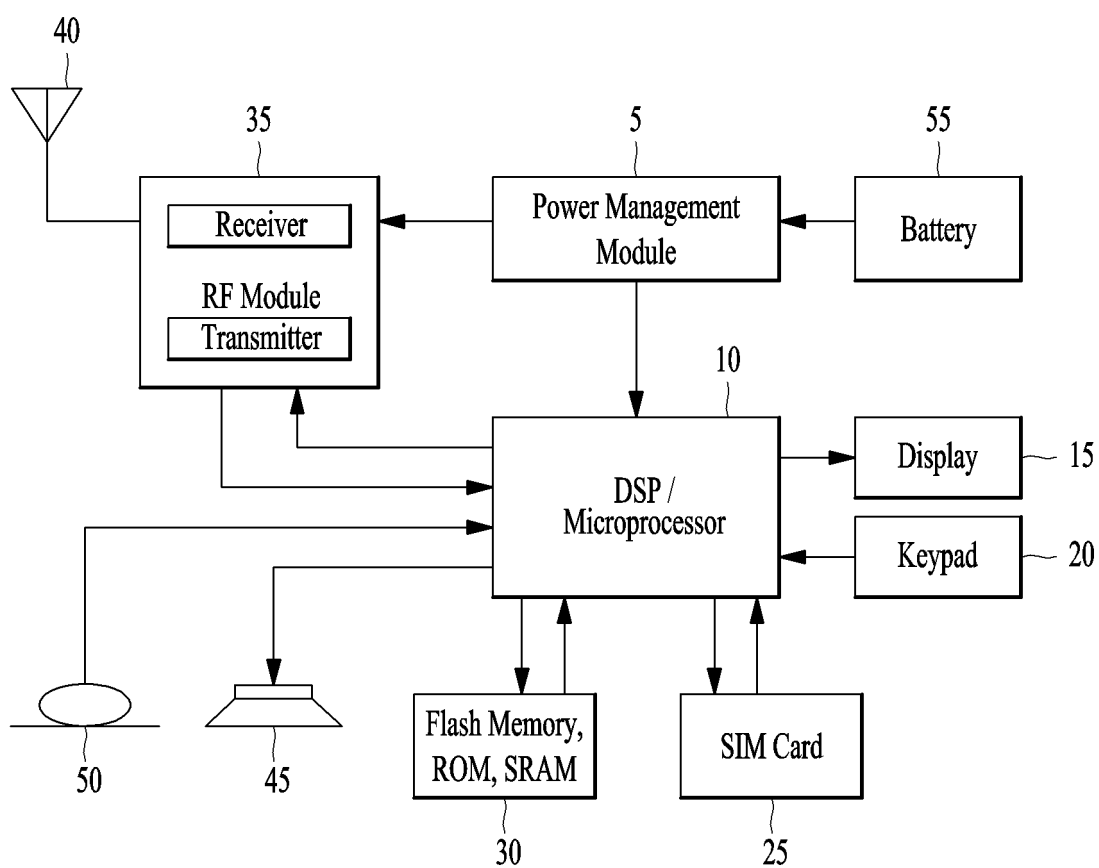 40
35
5
55
Receiver
RF Module
Transmitter
Power Management
Module
Battery
10
DSP /
Microprocessor
Display
15
Keypad
20
Flash Memory,
ROM, SRAM
SIM Card
50
45
30
25